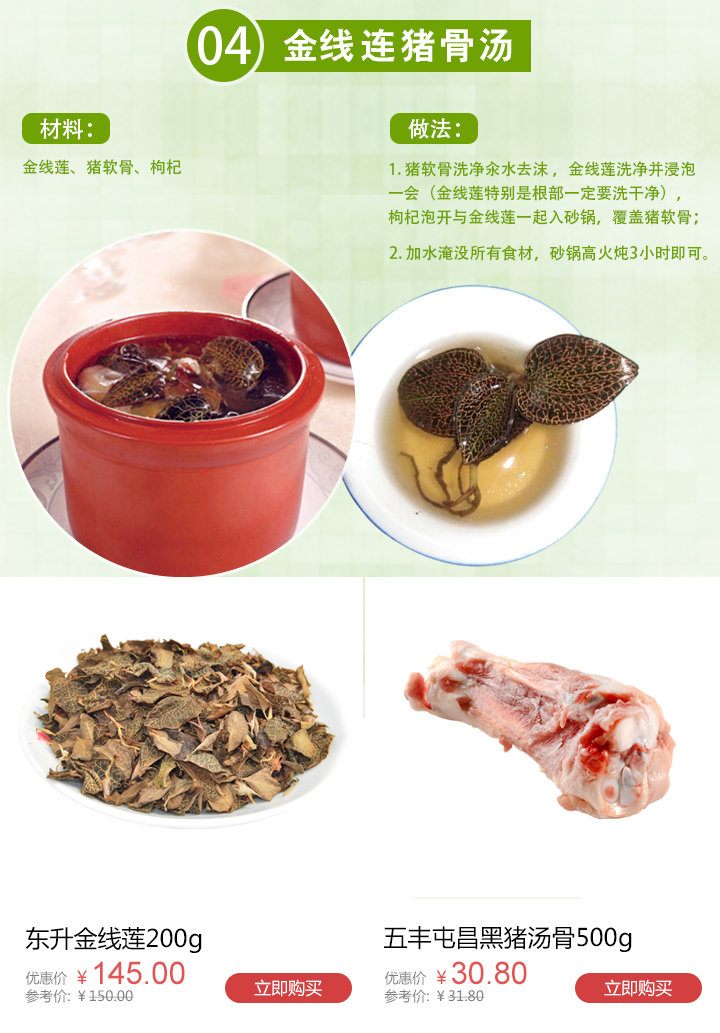 04 金线连猪骨汤
材料：
金线莲、猪软骨、枸杞
做法：
1. 猪软骨洗净汆水去沫，金线莲洗净并浸泡
一会（金线莲特别是根部一定要洗干净），
枸杞泡开与金线莲一起入砂锅，覆盖猪软骨；
2. 加水淹没所有食材，砂锅高火炖3小时即可。
东升金线莲200g
优惠价 ￥145.00
参考价: ￥150.00
立即购买
五丰屯昌黑猪汤骨500g
优惠价 ￥30.80
参考价: ￥31.80
立即购买